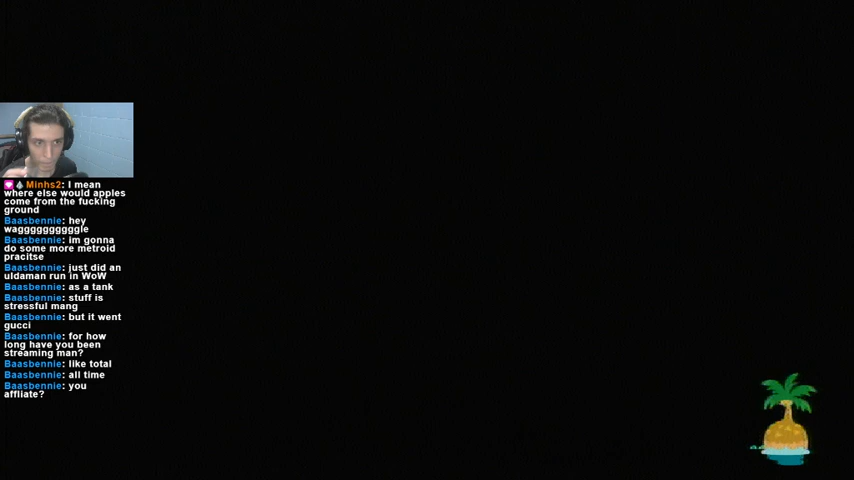 Minhs2: I mean
where else would apples
come from the fucking
ground
Baasbennie: hey
waggggggggggle
Baasbennie: im gonna
do some more metroid
pracitse
Baasbennie: just did an
uldaman run in WoW
Baasbennie: as a tank
Baasbennie: stuff is
stressful mang
Baasbennie: but it went
gucci
Baasbennie: for how
long have you been
streaming man?
Baasbennie: like total
Baasbennie: all time
Baasbennie: you
affliate?